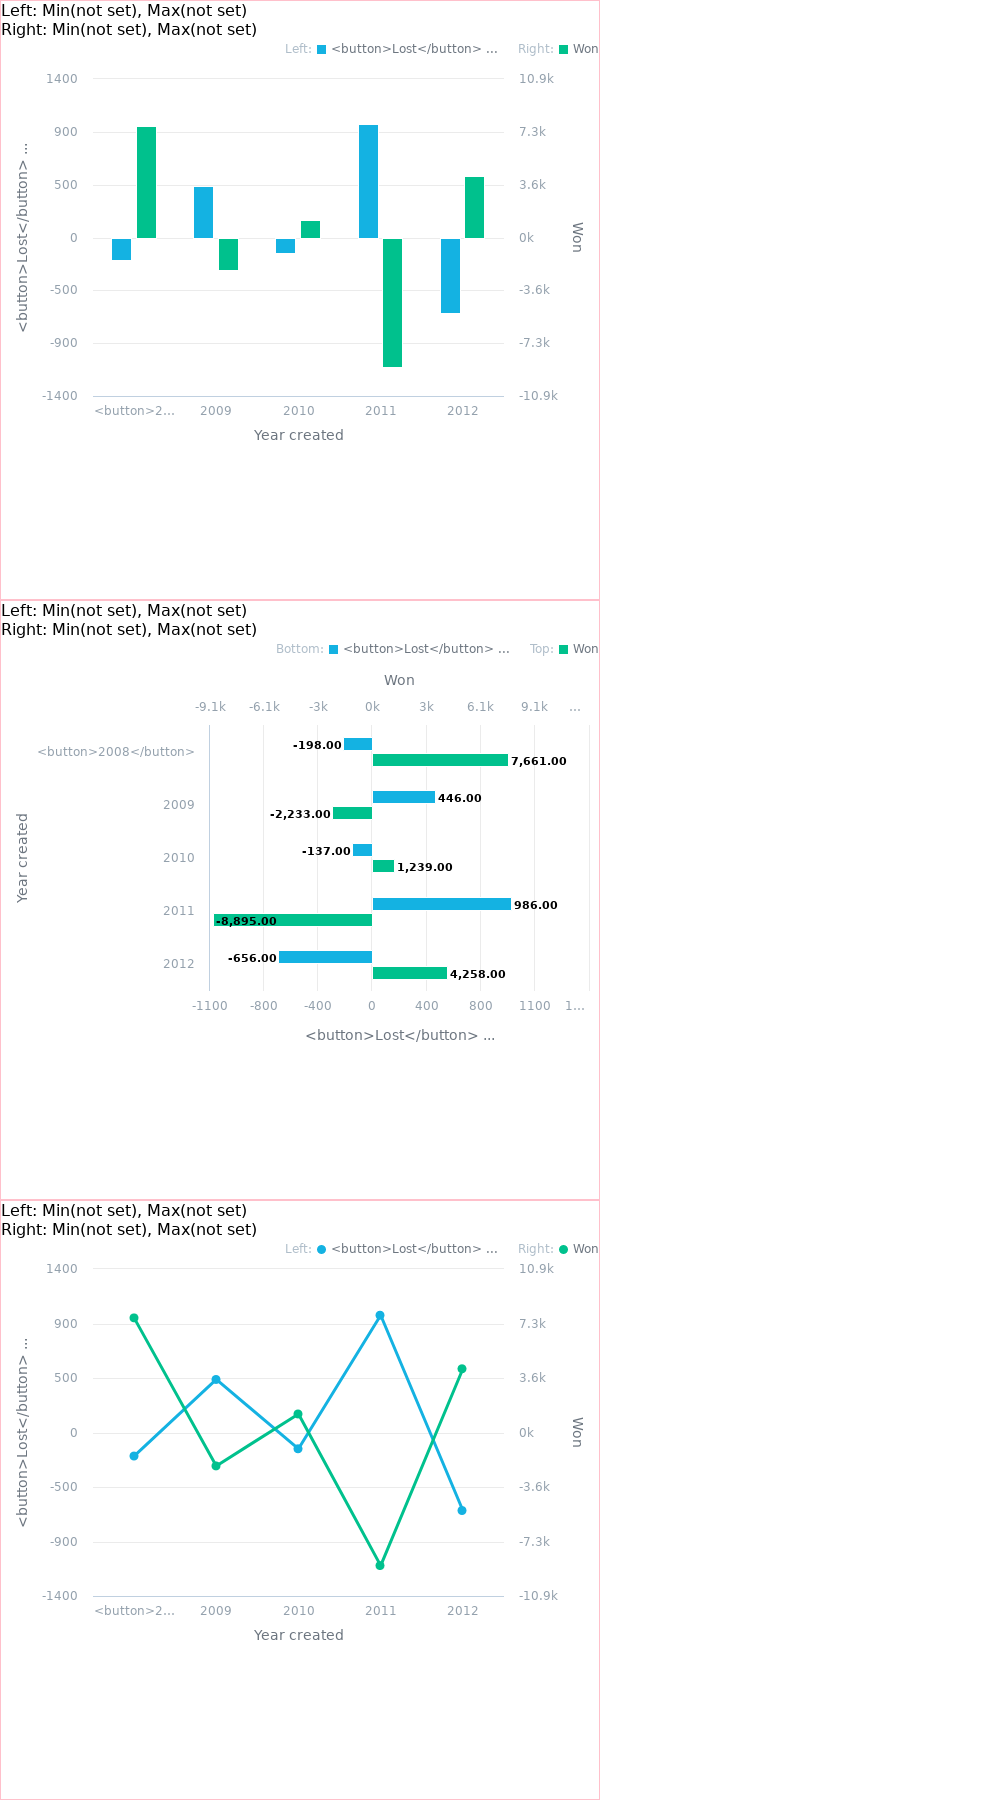 Left: Min(not set), Max(not set)
Right: Min(not set), Max(not set)
Left: <button>Lost</button> ... Right: Won
1400 10.9k
900 7.3k
500 3.6k
0 0k
-500 -3.6k
-900 -7.3k
-1400 -10.9k
<button>Lost</button> ...
Won
<button>2... 2009 2010 2011 2012
Year created
Left: Min(not set), Max(not set)
Right: Min(not set), Max(not set)
Bottom: <button>Lost</button> ... Top: Won
Won
-9.1k -6.1k -3k 0k 3k 6.1k 9.1k ...
<button>2008</button> -198.00
7,661.00
2009 446.00
-2,233.00
2010 -137.00
1,239.00
2011 986.00
-8,895.00
2012 -656.00
4,258.00
Year created
-1100 -800 -400 0 400 800 1100 1...
<button>Lost</button> ...
Left: Min(not set), Max(not set)
Right: Min(not set), Max(not set)
Left: <button>Lost</button> ... Right: Won
1400 10.9k
900 7.3k
500 3.6k
0 0k
-500 -3.6k
-900 -7.3k
-1400 -10.9k
<button>Lost</button> ...
Won
<button>2... 2009 2010 2011 2012
Year created